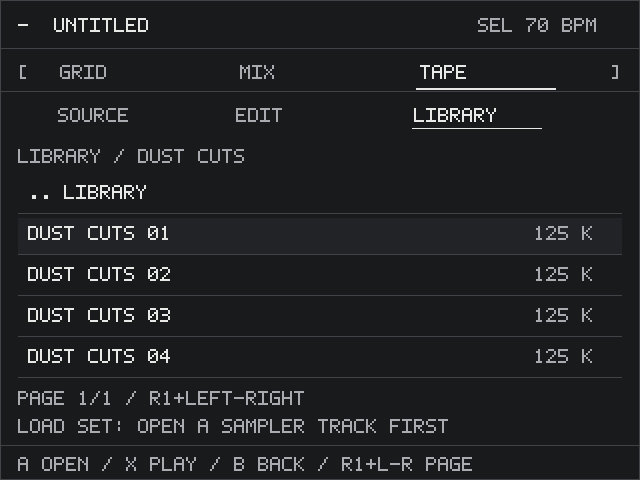 — UNTITLED SEL 70 BPM
[ GRID MIX TAPE ]
SOURCE EDIT LIBRARY
LIBRARY / DUST CUTS
.. LIBRARY
DUST CUTS 01 125 K
DUST CUTS 02 125 K
DUST CUTS 03 125 K
DUST CUTS 04 125 K
PAGE 1/1 / R1+LEFT-RIGHT
LOAD SET: OPEN A SAMPLER TRACK FIRST
A OPEN / X PLAY / B BACK / R1+L-R PAGE